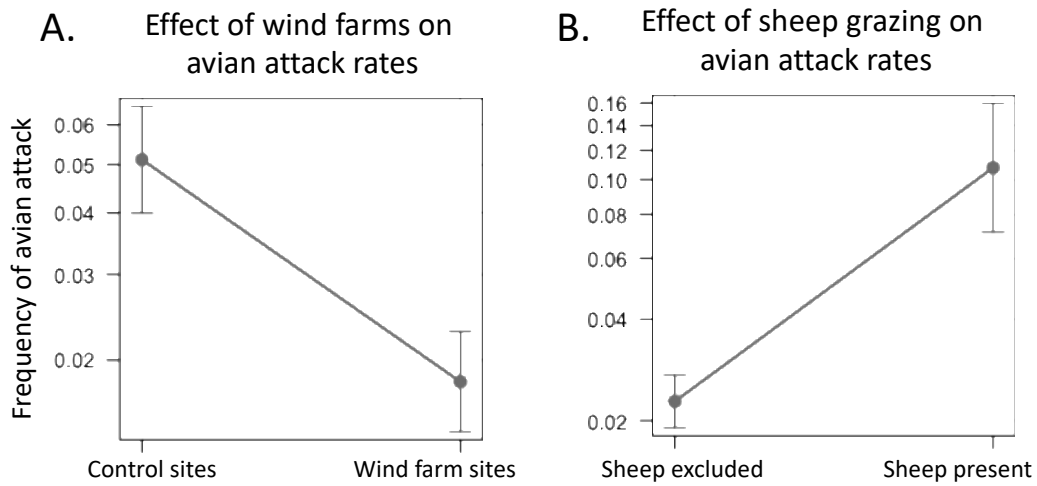 A.
Effect of wind farms on
avian attack rates
Frequency of avian attack
0.06
0.05
0.04
0.03
0.02
Control sites
Wind farm sites
B.
Effect of sheep grazing on
avian attack rates
0.16
0.14
0.12
0.10
0.08
0.06
0.04
0.02
Sheep excluded
Sheep present